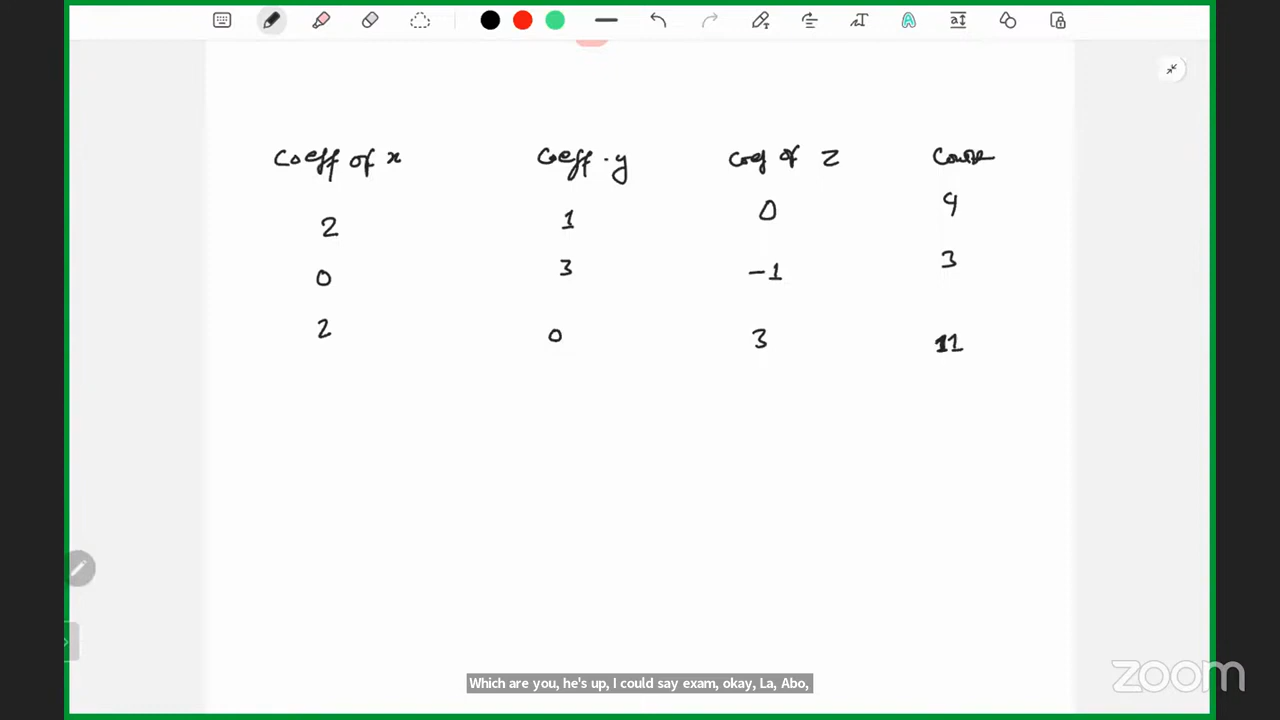 Coeff of x Coeff . y Coef of z Const
2 1 0 4
0 3 -1 3
2 0 3 11
Which are you, he's up, I could say exam, okay, La, Abo,
zoom